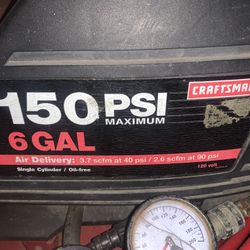 CRAFTSMAN
150 PSI
MAXIMUM
6 GAL
Air Delivery: 3.7 scfm at 40 psi / 2.6 scfm at 90 psi
Single Cylinder / Oil-free
120 volt